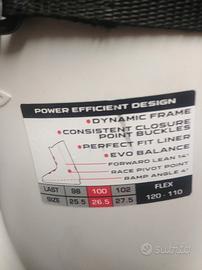 POWER EFFICIENT DESIGN
DYNAMIC FRAME
CONSISTENT CLOSURE
POINT BUCKLES
PERFECT FIT LINER
EVO BALANCE
FORWARD LEAN 14°
RACE PIVOT POINT
RAMP ANGLE 4°
LAST 98 100 102 FLEX
SIZE 25.5 26.5 27.5 120 - 110
subito